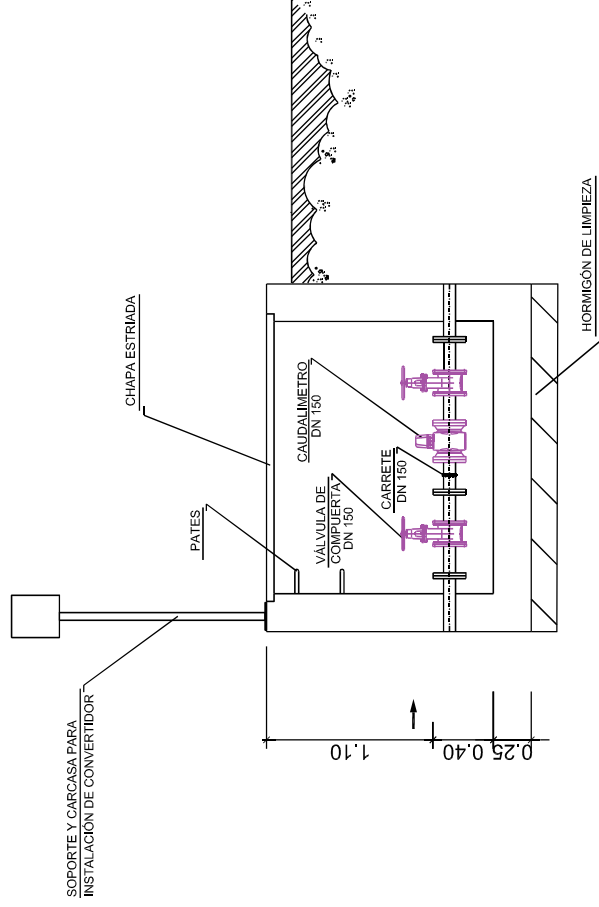 SOPORTE Y CARCASA PARA
INSTALACIÓN DE CONVERTIDOR
PATES
CHAPA ESTRIADA
VÁLVULA DE
COMPUERTA
DN 150
CAUDALIMETRO
DN 150
CARRETE
DN 150
HORMIGÓN DE LIMPIEZA
1.10
0.40
0.25